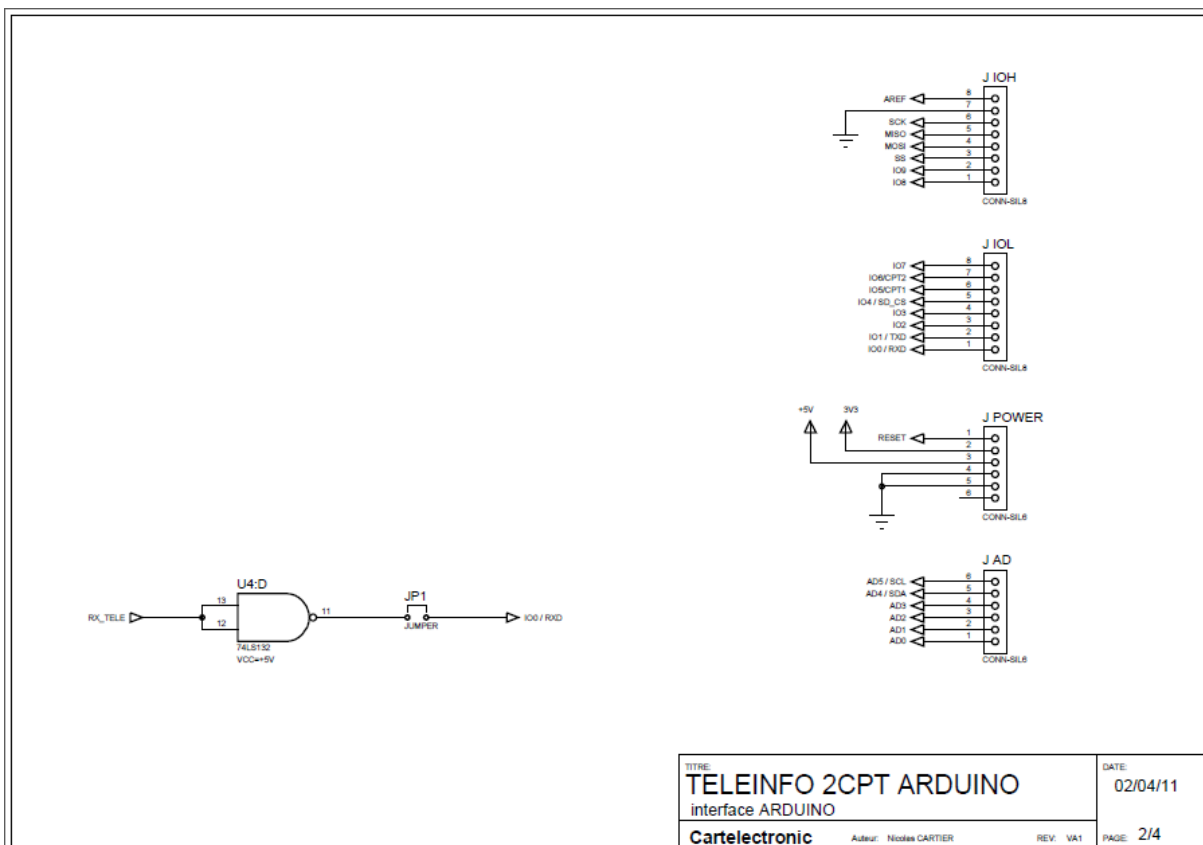 J IOH
AREF 8
7
SCK 6
MISO 5
MOSI 4
SS 3
IO9 2
IO8 1
CONN-SIL8
J IOL
IO7 8
IO6/CPT2 7
IO5/CPT1 6
IO4 / SD_CS 5
IO3 4
IO2 3
IO1 / TXD 2
IO0 / RXD 1
CONN-SIL8
+5V 3V3
J POWER
RESET 1
2
3
4
5
6
CONN-SIL6
J AD
AD5 / SCL 6
AD4 / SDA 5
AD3 4
AD2 3
AD1 2
AD0 1
CONN-SIL6
U4:D
RX_TELE 13 12 11
74LS132
VCC=+5V
JP1
JUMPER
IO0 / RXD
TITRE:
TELEINFO 2CPT ARDUINO
interface ARDUINO
DATE:
02/04/11
Cartelectronic Auteur: Nicolas CARTIER REV: VA1 PAGE: 2/4